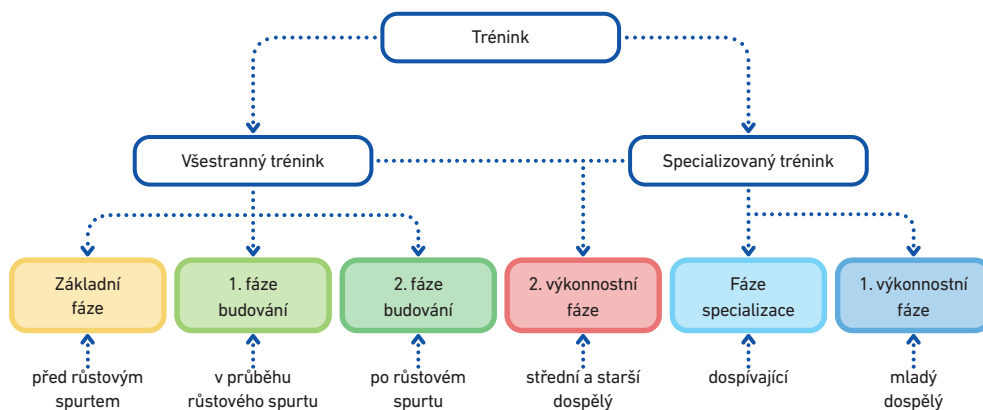 Trénink
Všestranný trénink
Specializovaný trénink
Základní
fáze
1. fáze
budování
2. fáze
budování
2. výkonnostní
fáze
Fáze
specializace
1. výkonnostní
fáze
před růstovým
spurtem
v průběhu
růstového spurtu
po růstovém
spurtu
střední a starší
dospělý
dospívající
mladý
dospělý